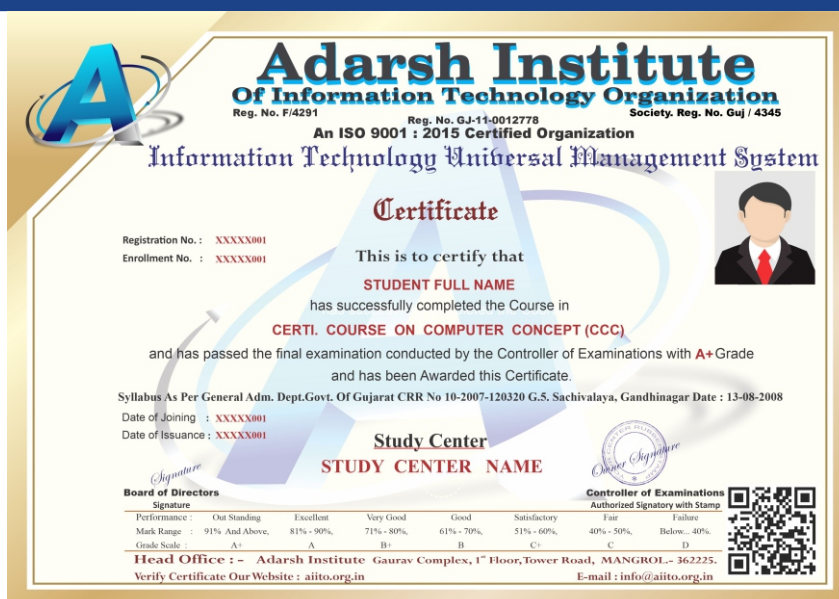 Adarsh Institute
Of Information Technology Organization
Reg. No. F/4291 Reg. No. GJ-11-0012778 Society. Reg. No. Guj / 4345
An ISO 9001 : 2015 Certified Organization
Information Technology Universal Management System
Certificate
Registration No. : XXXXX001
Enrollment No. : XXXXX001
This is to certify that
STUDENT FULL NAME
has successfully completed the Course in
CERTI. COURSE ON COMPUTER CONCEPT (CCC)
and has passed the final examination conducted by the Controller of Examinations with A+ Grade
and has been Awarded this Certificate.
Syllabus As Per General Adm. Dept.Govt. Of Gujarat CRR No 10-2007-120320 G.5. Sachivalaya, Gandhinagar Date : 13-08-2008
Date of Joining : XXXXX001
Date of Issuance : XXXXX001
Study Center
STUDY CENTER NAME
Signature
Owner Signature
Board of Directors
Signature
Controller of Examinations
Authorized Signatory with Stamp
Performance : Out Standing Excellent Very Good Good Satisfactory Fair Failure
Mark Range : 91% And Above, 81% - 90%, 71% - 80%, 61% - 70%, 51% - 60%, 40% - 50%, Below... 40%.
Grade Scale : A+ A B+ B C+ C D
Head Office : - Adarsh Institute Gaurav Complex, 1st Floor,Tower Road, MANGROL.- 362225.
Verify Certificate Our Website : aiito.org.in E-mail : info@aiito.org.in